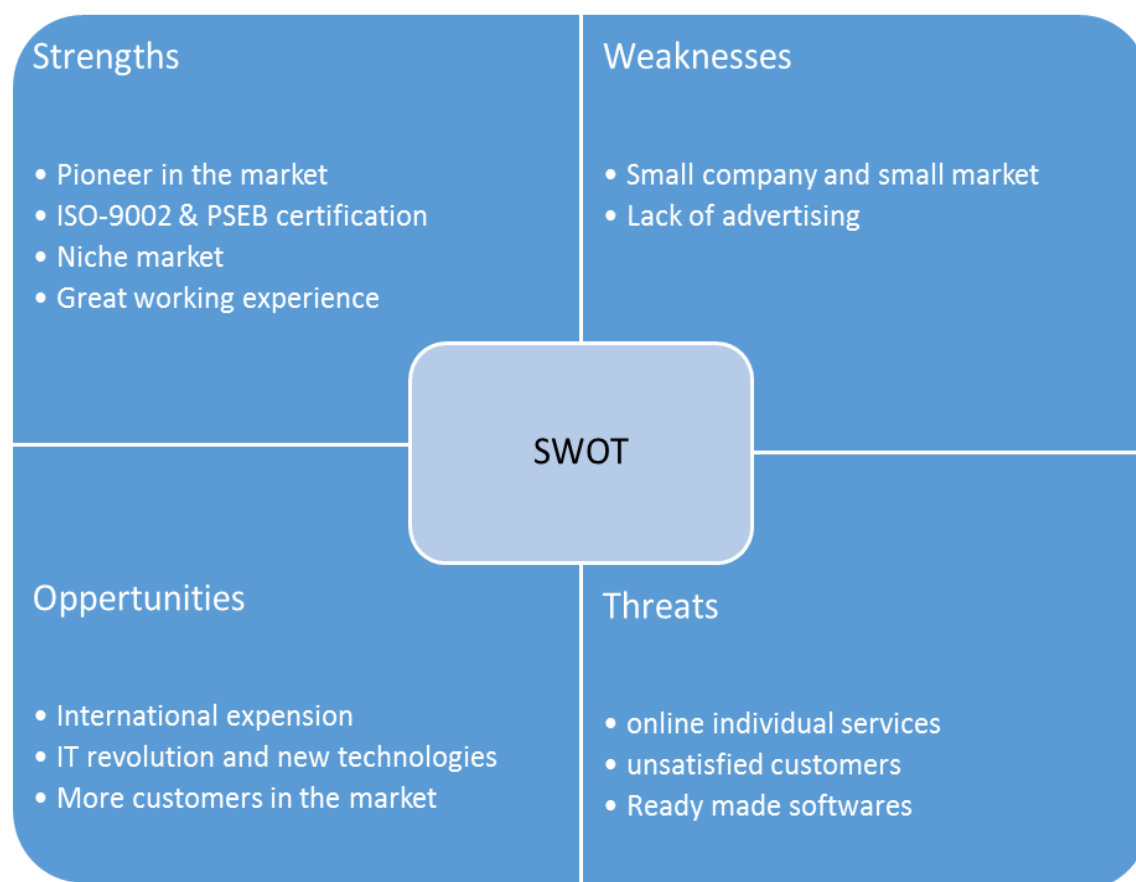 Strengths
• Pioneer in the market
• ISO-9002 & PSEB certification
• Niche market
• Great working experience
Weaknesses
• Small company and small market
• Lack of advertising
SWOT
Oppertunities
• International expension
• IT revolution and new technologies
• More customers in the market
Threats
• online individual services
• unsatisfied customers
• Ready made softwares